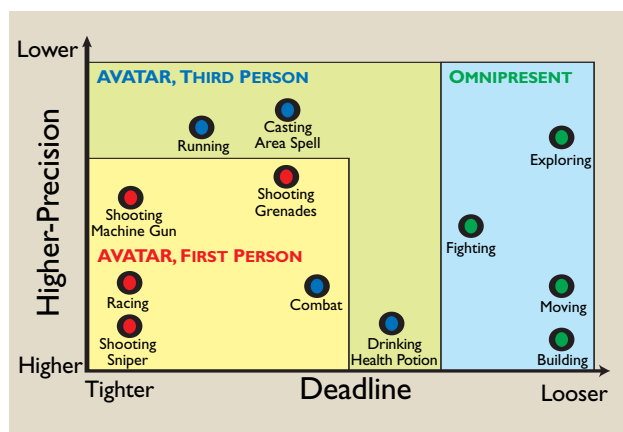 Lower
AVATAR, THIRD PERSON
OMNIPRESENT
Running
Casting
Area Spell
Exploring
Higher-Precision
Shooting
Machine Gun
Shooting
Grenades
Fighting
AVATAR, FIRST PERSON
Racing
Combat
Moving
Shooting
Sniper
Drinking
Health Potion
Building
Higher
Tighter
Deadline
Looser